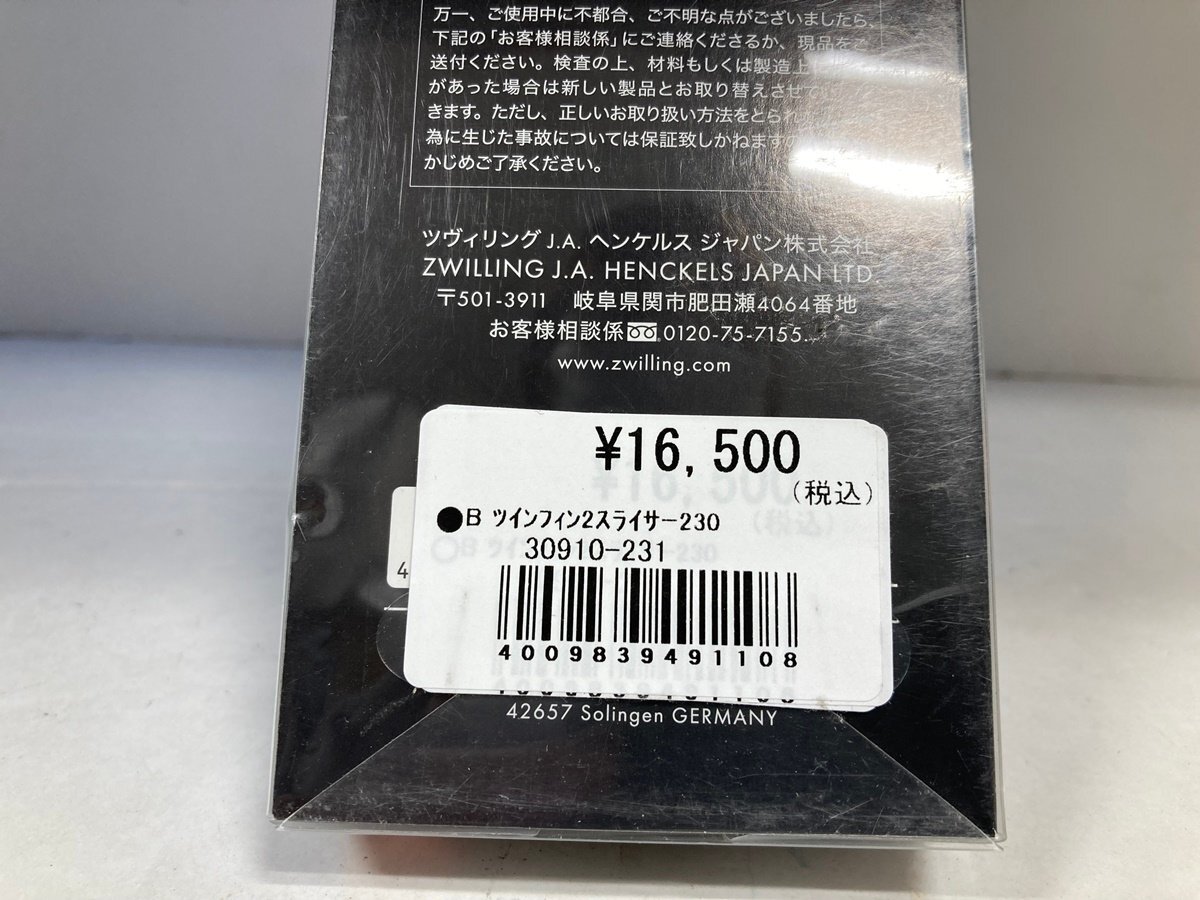 万一、ご使用中に不都合、ご不明な点がございましたら、
下記の「お客様相談係」にご連絡くださるか、現品をご
送付ください。検査の上、材料もしくは製造上
があった場合は新しい製品とお取り替えさせて
きます。ただし、正しいお取り扱い方法をとられ
為に生じた事故については保証致しかねます
かじめご了承ください。
ツヴィリング J.A. ヘンケルス ジャパン株式会社
ZWILLING J.A. HENCKELS JAPAN LTD
〒501-3911 岐阜県関市肥田瀬4064番地
お客様相談係 0120-75-7155
www.zwilling.com
¥16,500
(税込)
●B ツインフィン2スライサー230
30910-231
4
4009839491108
42657 Solingen GERMANY